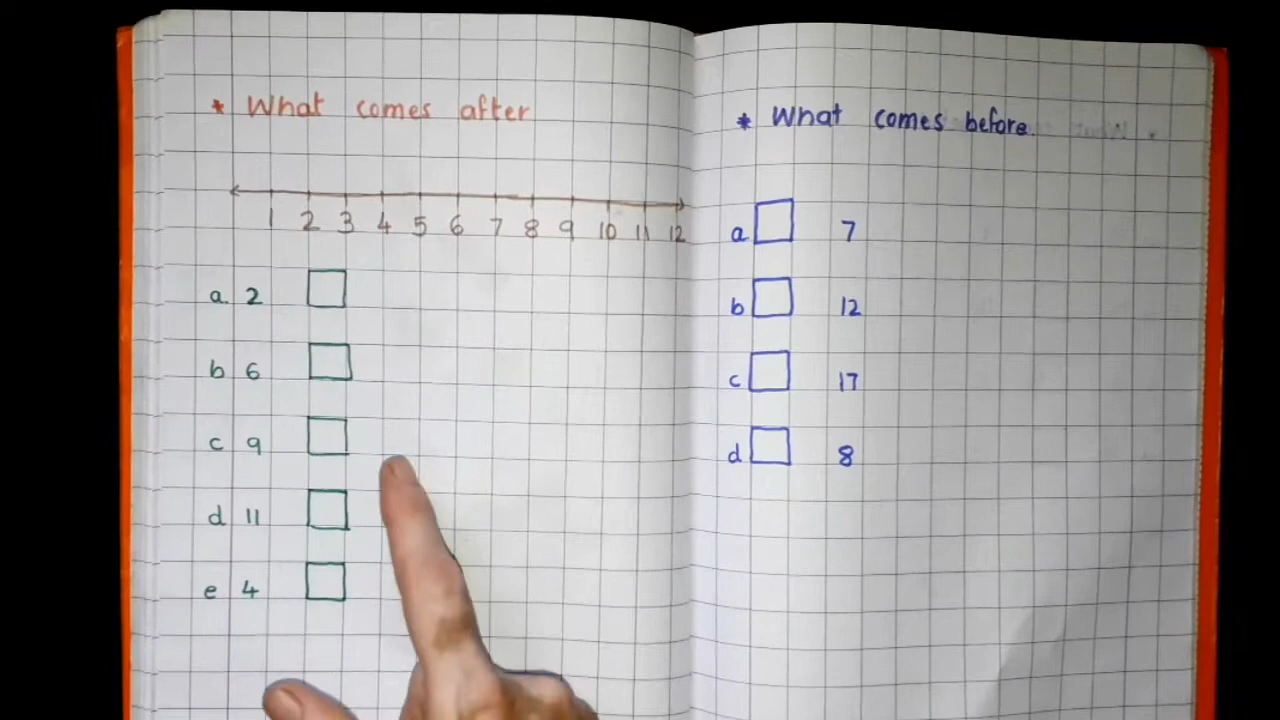 * What comes after
1 2 3 4 5 6 7 8 9 10 11 12
a. 2
b 6
c 9
d 11
e 4
* What comes before
a 7
b 12
c 17
d 8